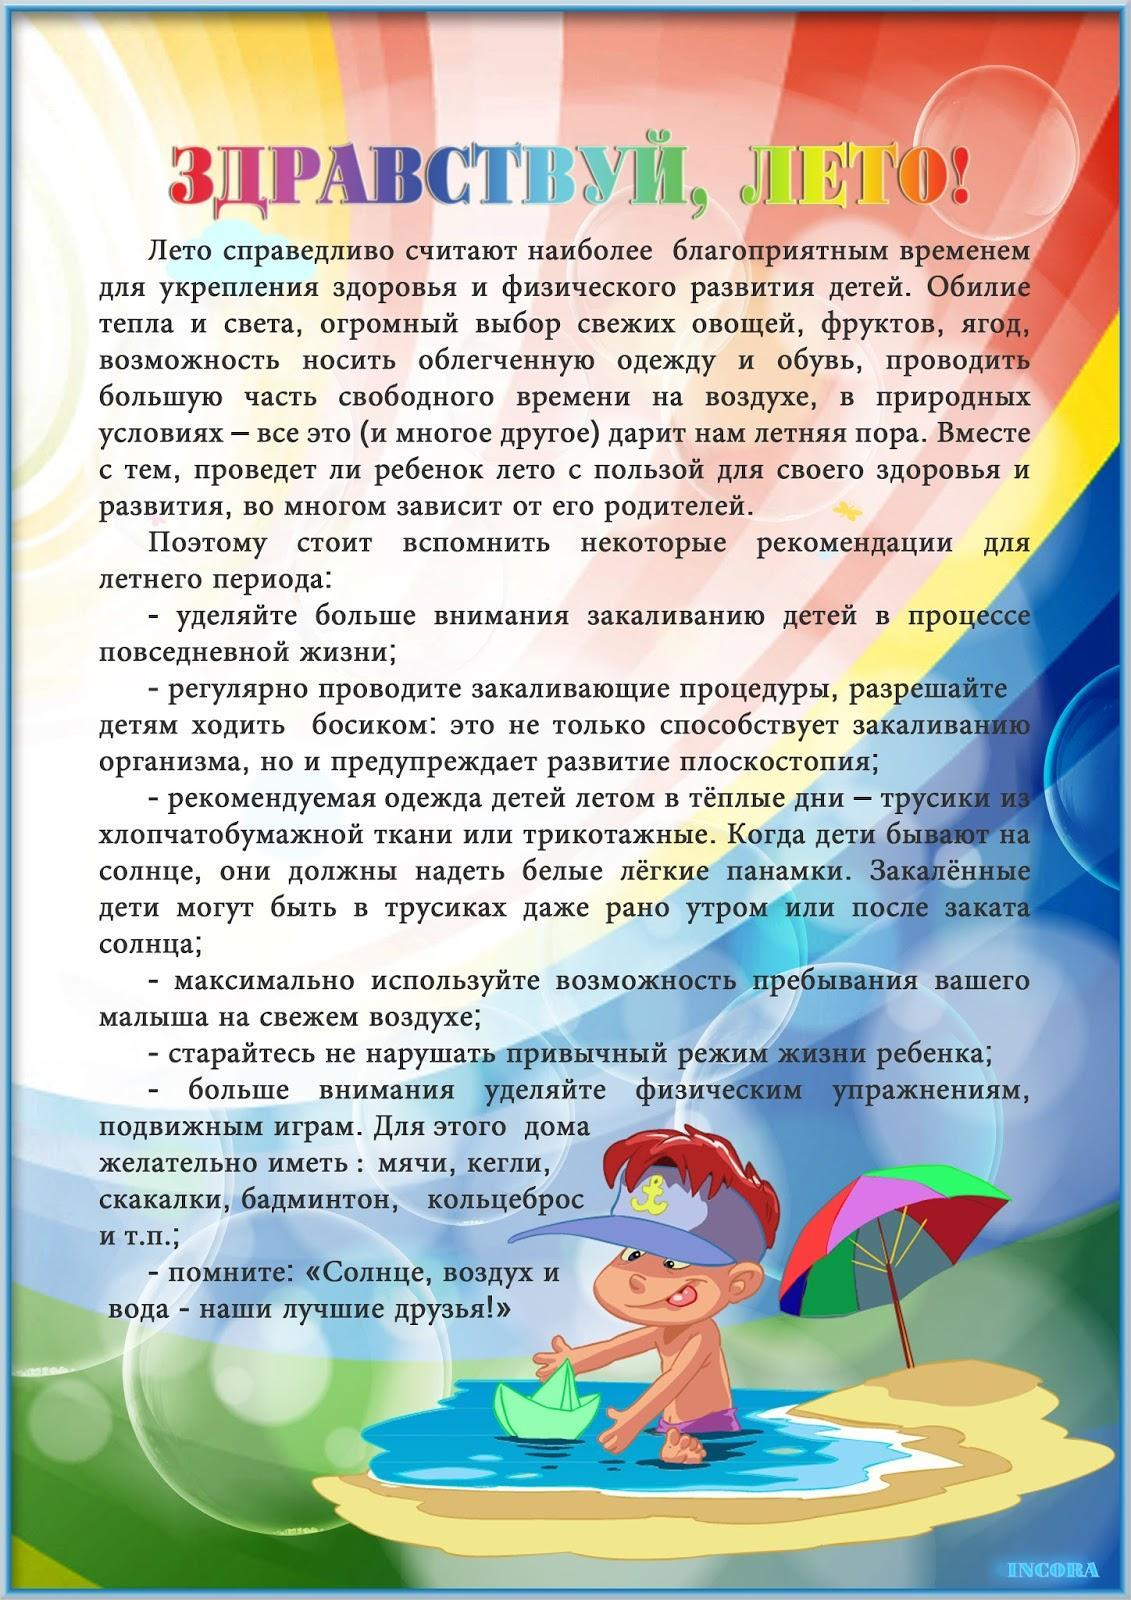 ЗДРАВСТВУЙ, ЛЕТО!
Лето справедливо считают наиболее благоприятным временем
для укрепления здоровья и физического развития детей. Обилие
тепла и света, огромный выбор свежих овощей, фруктов, ягод,
возможность носить облегченную одежду и обувь, проводить
большую часть свободного времени на воздухе, в природных
условиях – все это (и многое другое) дарит нам летняя пора. Вместе
с тем, проведет ли ребенок лето с пользой для своего здоровья и
развития, во многом зависит от его родителей.
Поэтому стоит вспомнить некоторые рекомендации для
летнего периода:
- уделяйте больше внимания закаливанию детей в процессе
повседневной жизни;
- регулярно проводите закаливающие процедуры, разрешайте
детям ходить босиком: это не только способствует закаливанию
организма, но и предупреждает развитие плоскостопия;
- рекомендуемая одежда детей летом в тёплые дни – трусики из
хлопчатобумажной ткани или трикотажные. Когда дети бывают на
солнце, они должны надеть белые лёгкие панамки. Закалённые
дети могут быть в трусиках даже рано утром или после заката
солнца;
- максимально используйте возможность пребывания вашего
малыша на свежем воздухе;
- старайтесь не нарушать привычный режим жизни ребенка;
- больше внимания уделяйте физическим упражнениям,
подвижным играм. Для этого дома
желательно иметь : мячи, кегли,
скакалки, бадминтон, кольцеброс
и т.п.;
- помните: «Солнце, воздух и
вода - наши лучшие друзья!»
INCORA